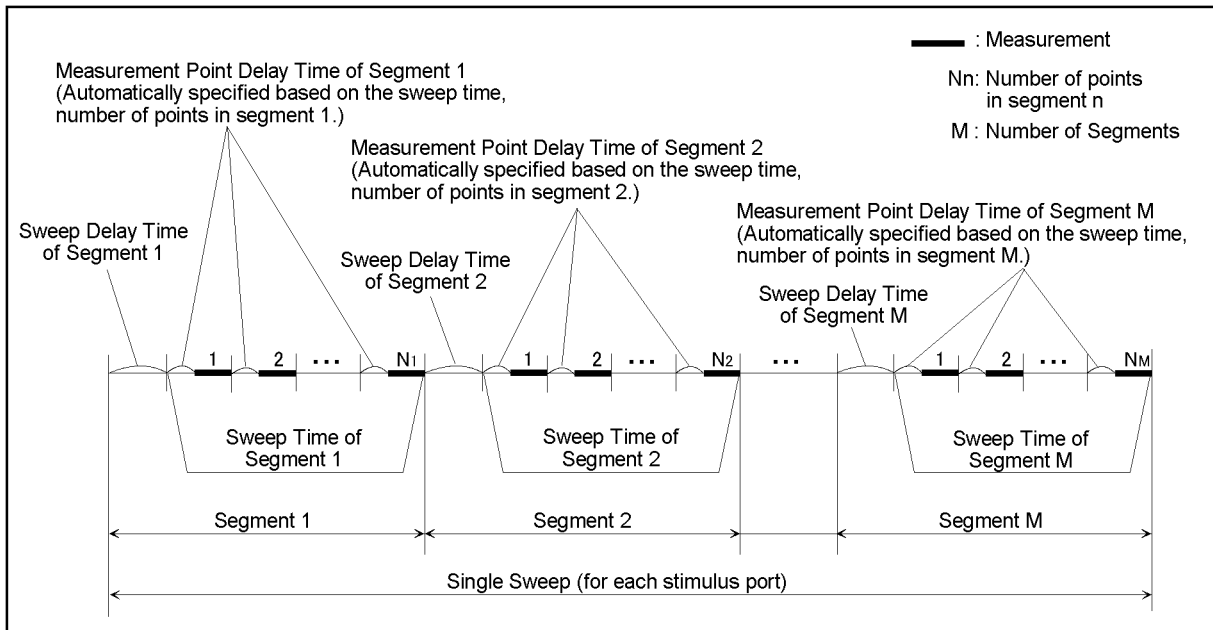 : Measurement
Nn: Number of points
in segment n
M : Number of Segments
Measurement Point Delay Time of Segment 1
(Automatically specified based on the sweep time,
number of points in segment 1.)
Measurement Point Delay Time of Segment 2
(Automatically specified based on the sweep time,
number of points in segment 2.)
Measurement Point Delay Time of Segment M
(Automatically specified based on the sweep time,
number of points in segment M.)
Sweep Delay Time
of Segment 1
Sweep Delay Time
of Segment 2
Sweep Delay Time
of Segment M
1 2 ... N1 1 2 ... N2 ... 1 2 ... NM
Sweep Time of
Segment 1
Sweep Time of
Segment 2
Sweep Time of
Segment M
Segment 1
Segment 2
Segment M
Single Sweep (for each stimulus port)